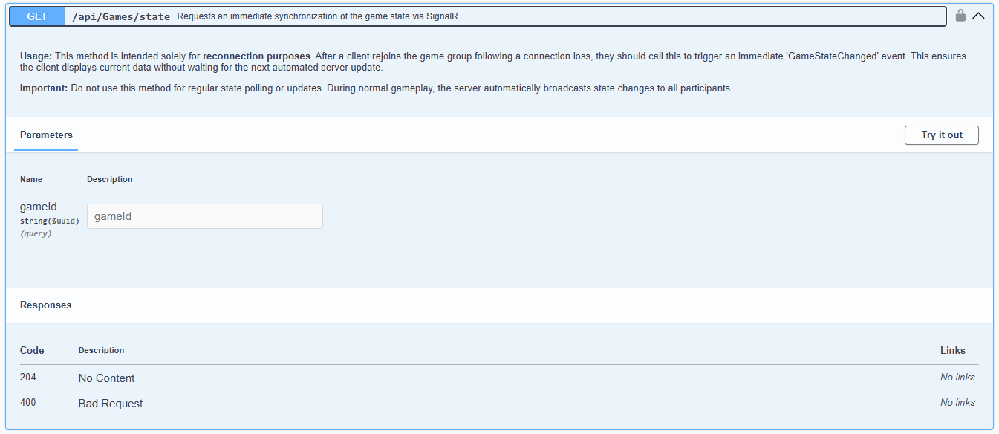 GET /api/Games/state Requests an immediate synchronization of the game state via SignalR.
Usage: This method is intended solely for reconnection purposes. After a client rejoins the game group following a connection loss, they should call this to trigger an immediate 'GameStateChanged' event. This ensures
the client displays current data without waiting for the next automated server update.
Important: Do not use this method for regular state polling or updates. During normal gameplay, the server automatically broadcasts state changes to all participants.
Parameters Try it out
Name Description
gameId
string($uuid)
(query)
gameId
Responses
Code Description Links
204 No Content No links
400 Bad Request No links